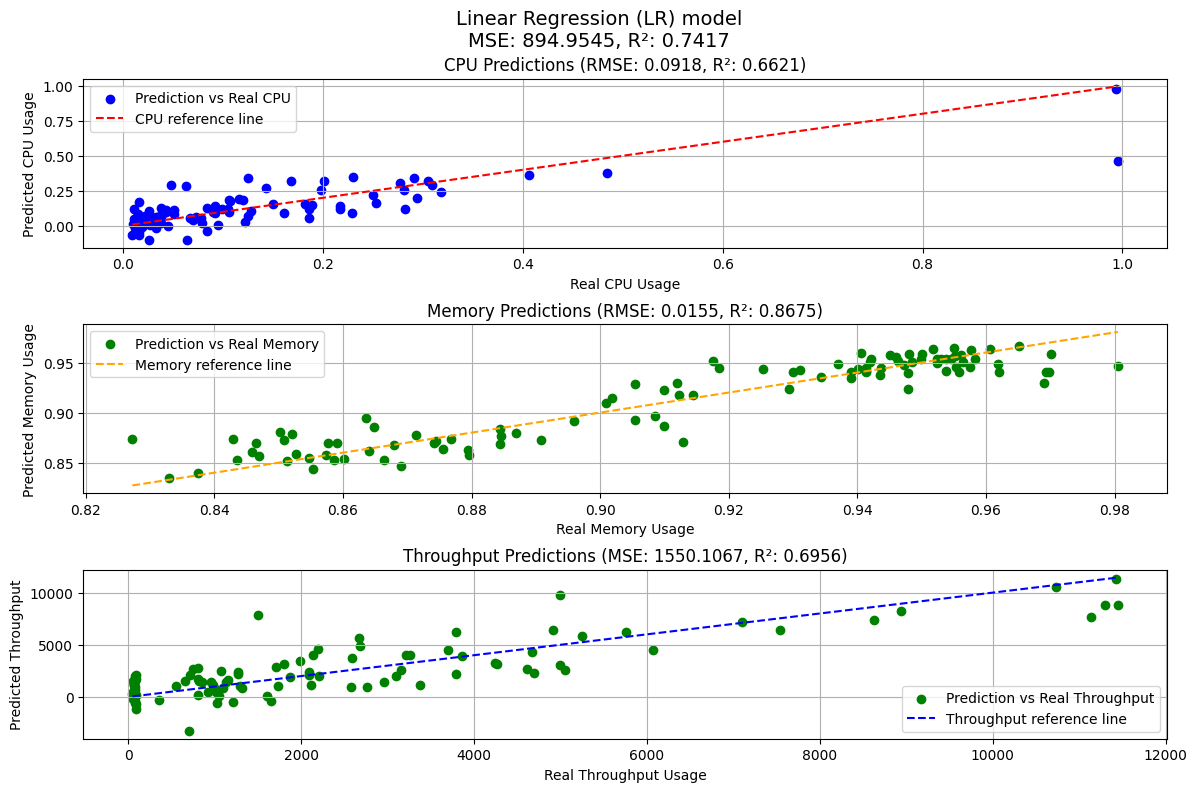 Linear Regression (LR) model
MSE: 894.9545, R²: 0.7417
CPU Predictions (RMSE: 0.0918, R²: 0.6621)
Predicted CPU Usage
1.00
0.75
0.50
0.25
0.00
Prediction vs Real CPU
CPU reference line
0.0 0.2 0.4 0.6 0.8 1.0
Real CPU Usage
Memory Predictions (RMSE: 0.0155, R²: 0.8675)
Predicted Memory Usage
0.95
0.90
0.85
Prediction vs Real Memory
Memory reference line
0.82 0.84 0.86 0.88 0.90 0.92 0.94 0.96 0.98
Real Memory Usage
Throughput Predictions (MSE: 1550.1067, R²: 0.6956)
Predicted Throughput
10000
5000
0
Prediction vs Real Throughput
Throughput reference line
0 2000 4000 6000 8000 10000 12000
Real Throughput Usage